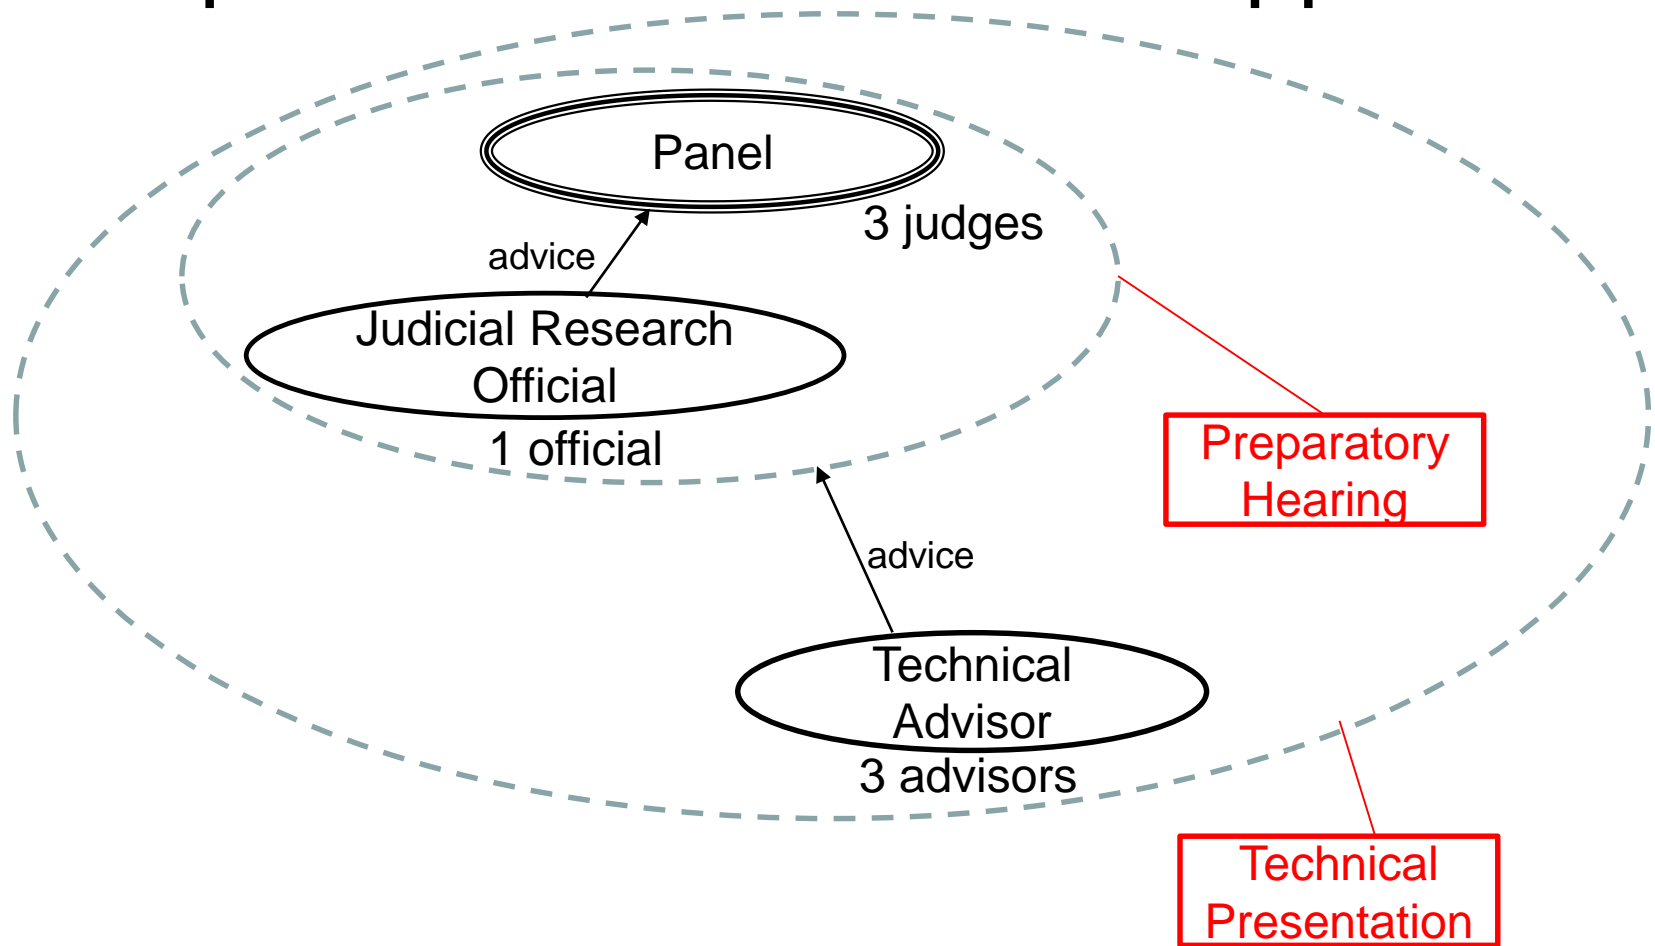 Panel
3 judges
advice
Judicial Research
Official
1 official
Preparatory
Hearing
advice
Technical
Advisor
3 advisors
Technical
Presentation